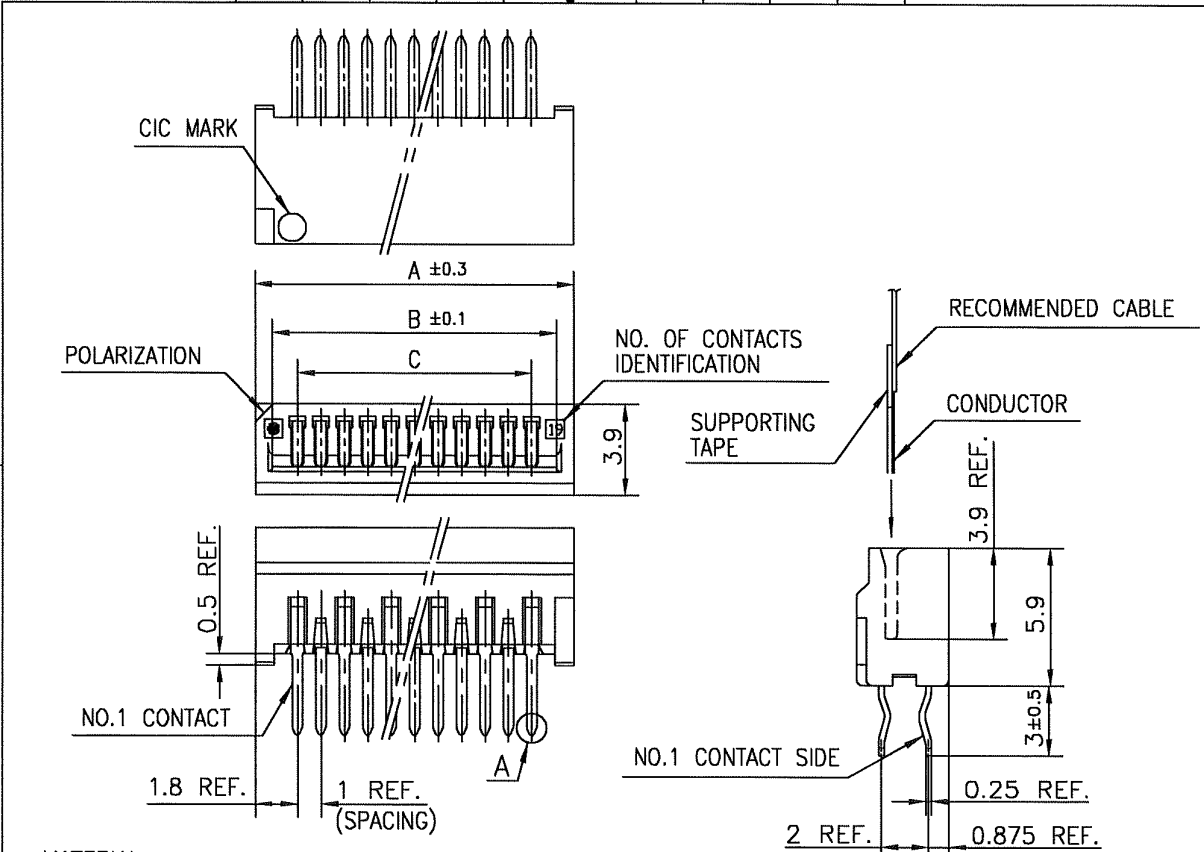 CIC MARK
A ±0.3
B ±0.1
C
POLARIZATION
NO. OF CONTACTS
IDENTIFICATION
19
3.9
RECOMMENDED CABLE
SUPPORTING
TAPE
CONDUCTOR
3.9 REF.
5.9
3±0.5
0.5 REF.
NO.1 CONTACT
A
NO.1 CONTACT SIDE
1.8 REF.
1 REF.
(SPACING)
0.25 REF.
2 REF.
0.875 REF.